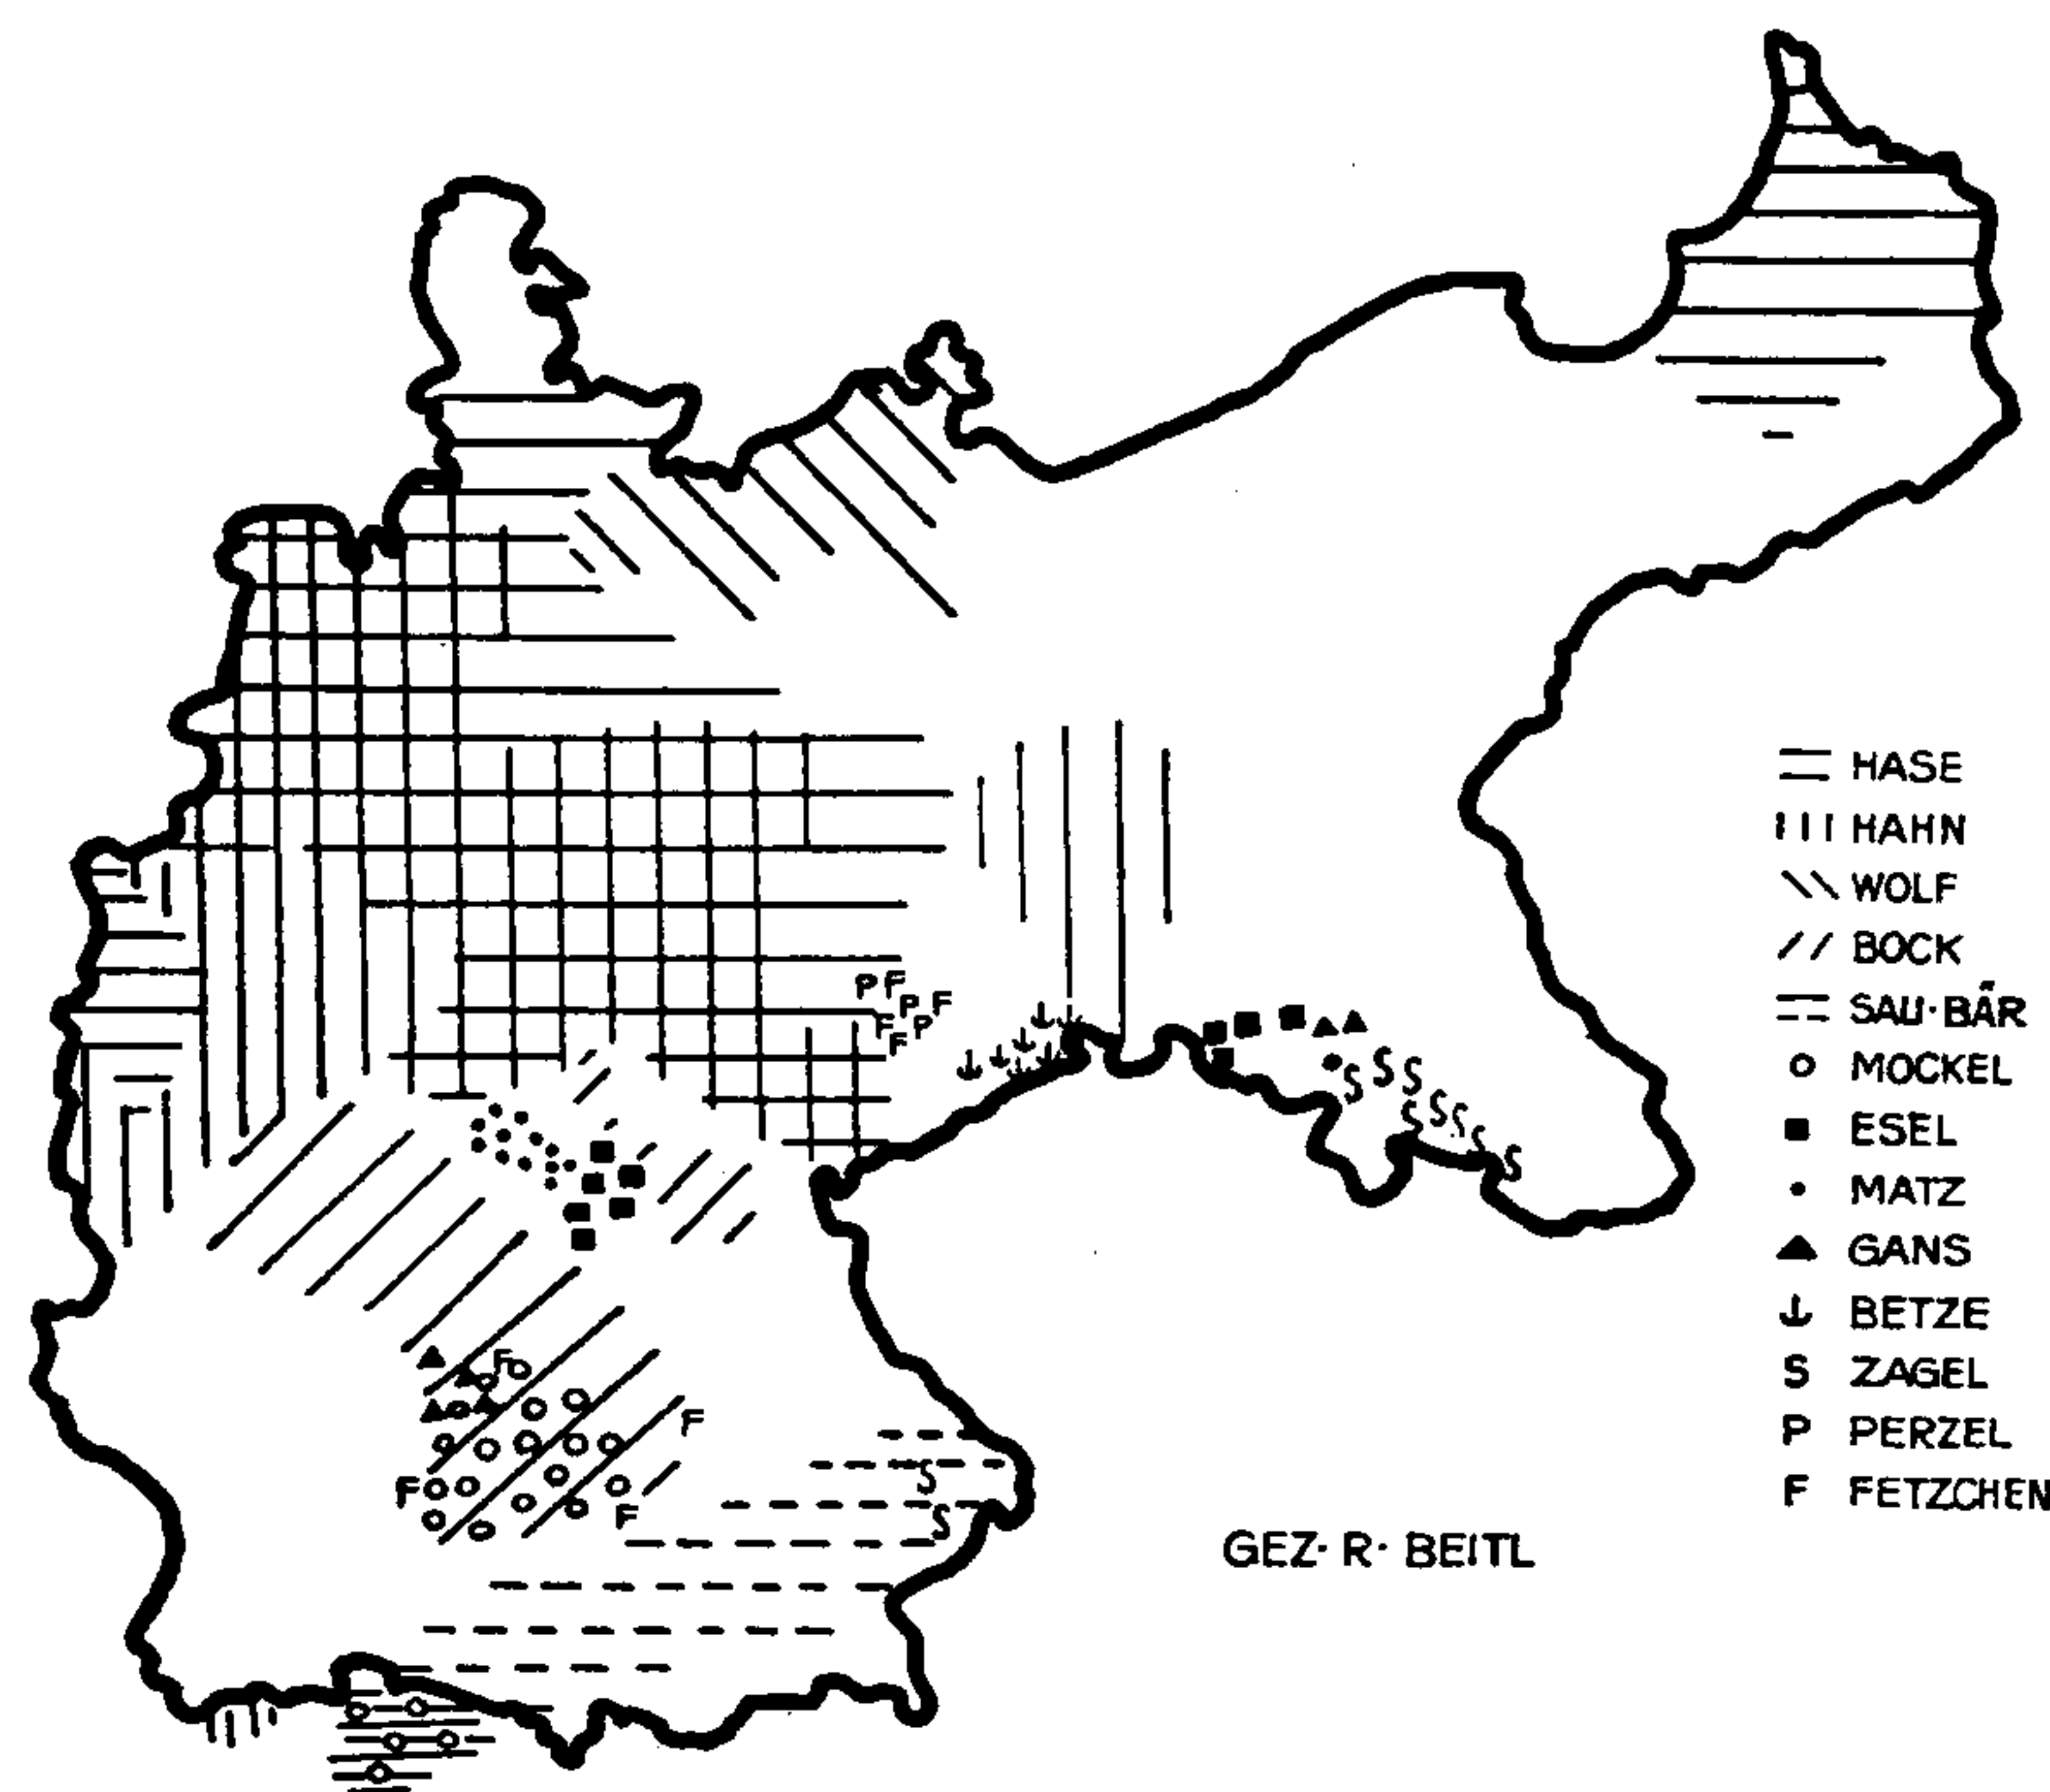 HASE
HAHN
WOLF
BOCK
SAU·BÄR
MOCKEL
ESEL
MATZ
GANS
BETZE
S ZAGEL
P PERZEL
F FETZCHEN
GEZ· R· BEITL
P F
P F
F P
F
S S S
S S S S
S
F
F
F
F
S
S